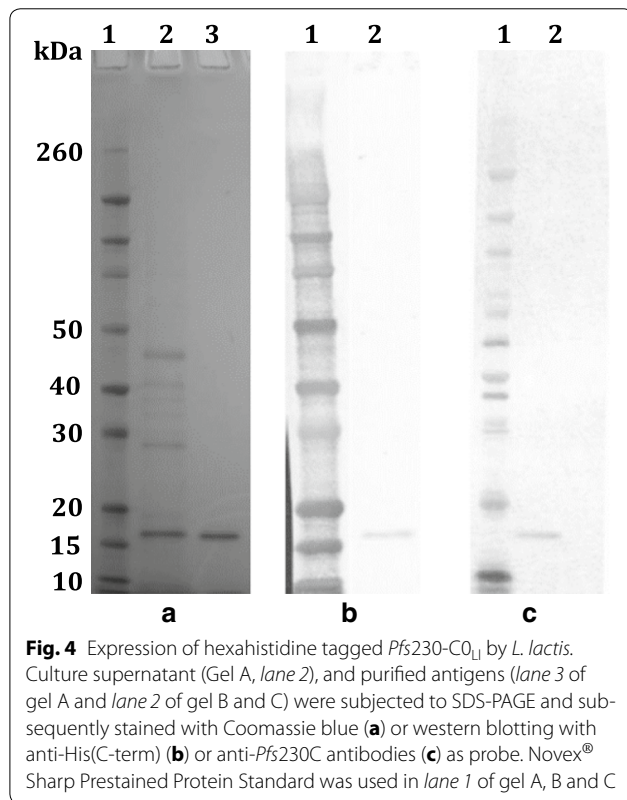 1 2 3 1 2 1 2
kDa
260
50
40
30
20
15
10
a b c
Fig. 4 Expression of hexahistidine tagged Pfs230-C0LI by L. lactis.
Culture supernatant (Gel A, lane 2), and purified antigens (lane 3 of
gel A and lane 2 of gel B and C) were subjected to SDS-PAGE and sub-
sequently stained with Coomassie blue (a) or western blotting with
anti-His(C-term) (b) or anti-Pfs230C antibodies (c) as probe. Novex®
Sharp Prestained Protein Standard was used in lane 1 of gel A, B and C